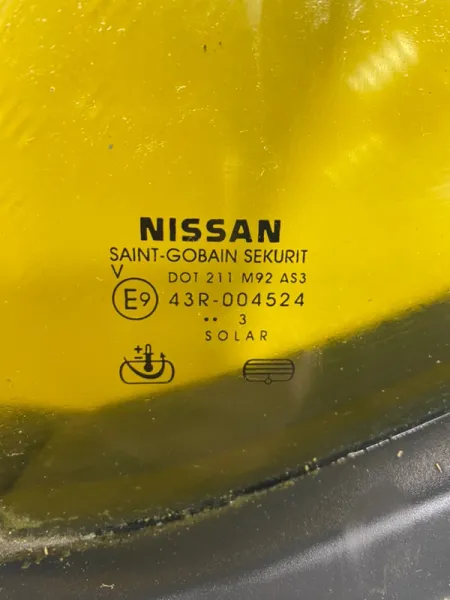 NISSAN
SAINT-GOBAIN SEKURIT
V
DOT 211 M92 AS3
E9 43R-004524
•• 3
SOLAR